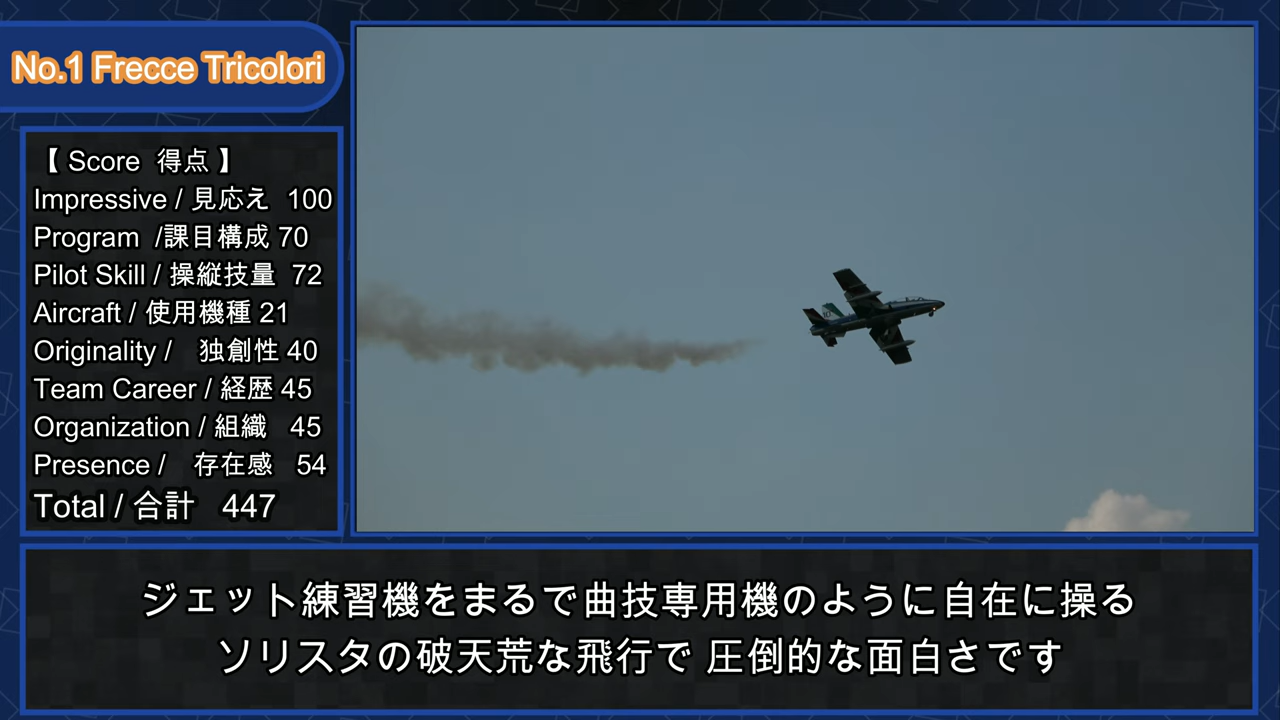 No.1 Frecce Tricolori
【 Score 得点 】
Impressive / 見応え 100
Program /課目構成 70
Pilot Skill / 操縦技量 72
Aircraft / 使用機種 21
Originality / 独創性 40
Team Career / 経歴 45
Organization / 組織 45
Presence / 存在感 54
Total / 合計 447
ジェット練習機をまるで曲技専用機のように自在に操る
ソリスタの破天荒な飛行で 圧倒的な面白さです